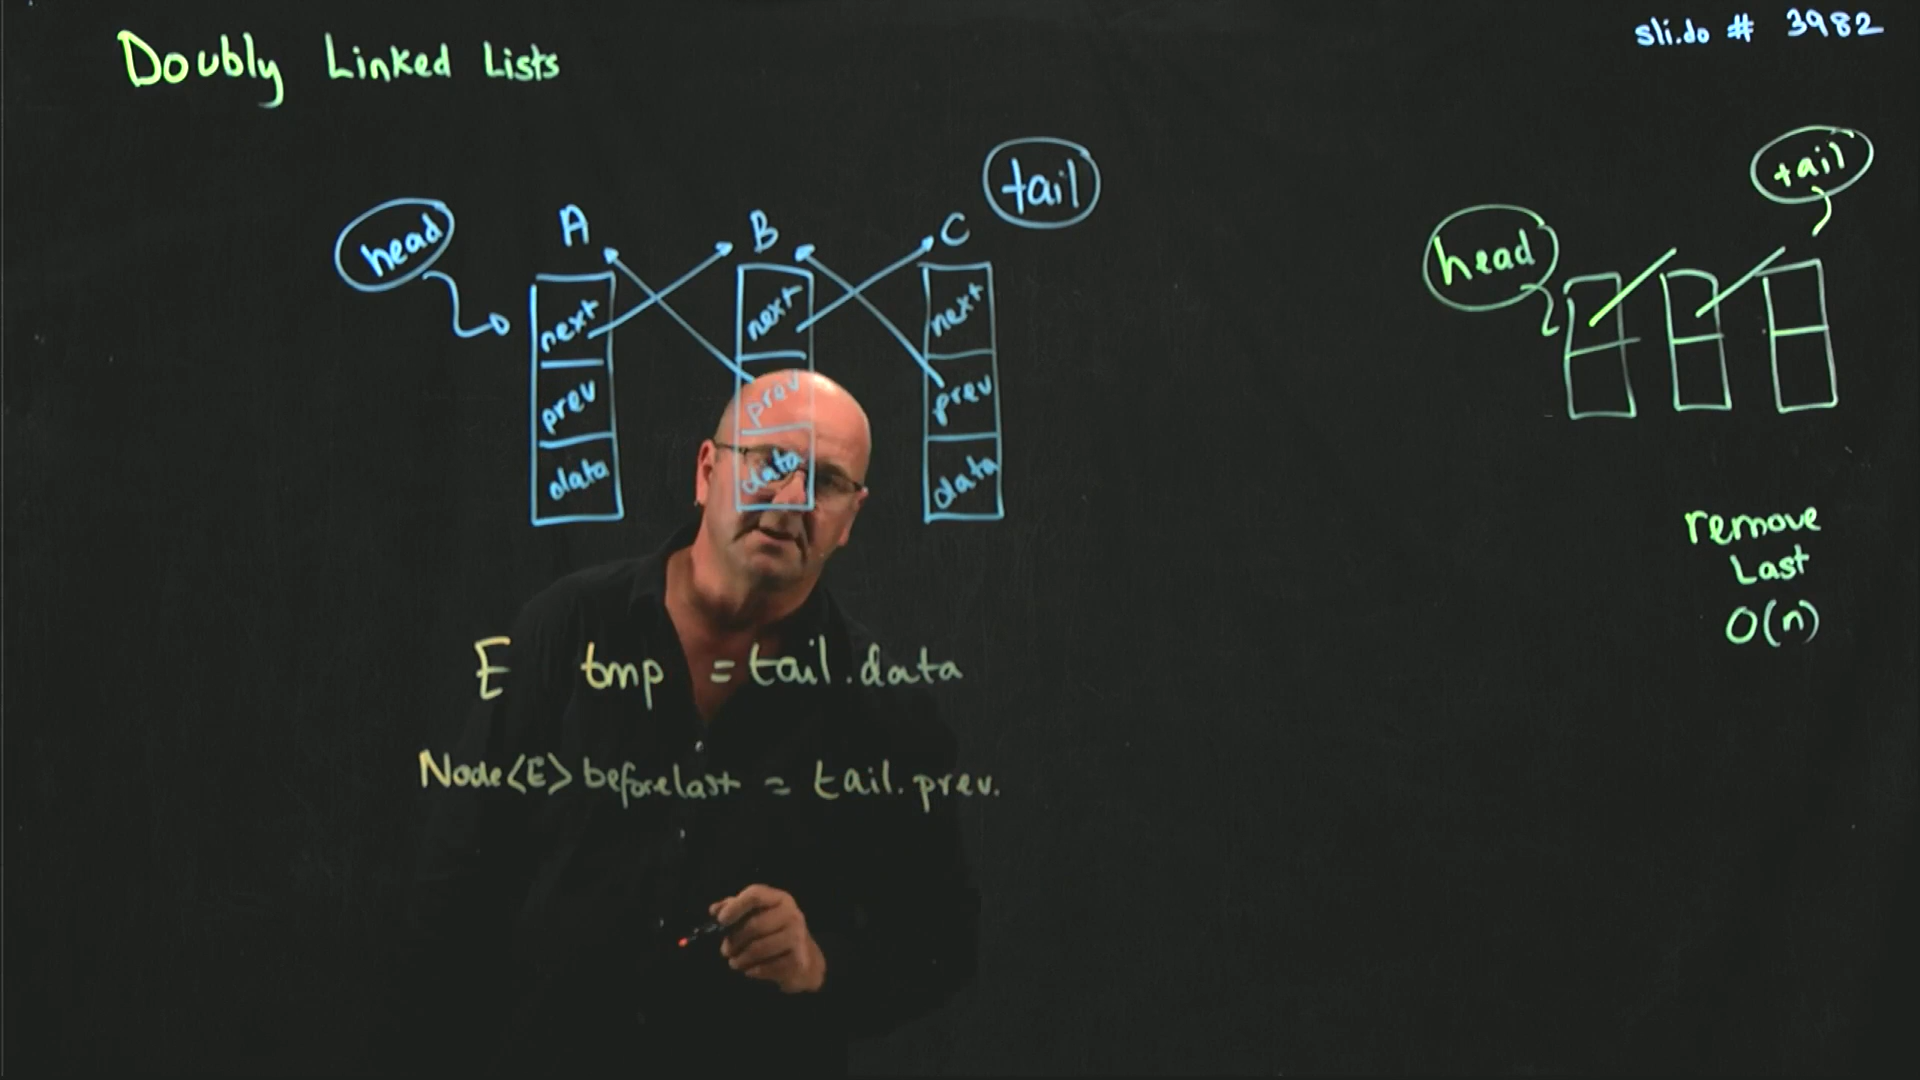 Doubly Linked Lists
sli.do # 3982
head
A
B
C
tail
next
prev
data
next
prev
data
next
prev
data
head
tail
remove
Last
O(n)
E tmp = tail.data
Node<E> beforelast = tail.prev.